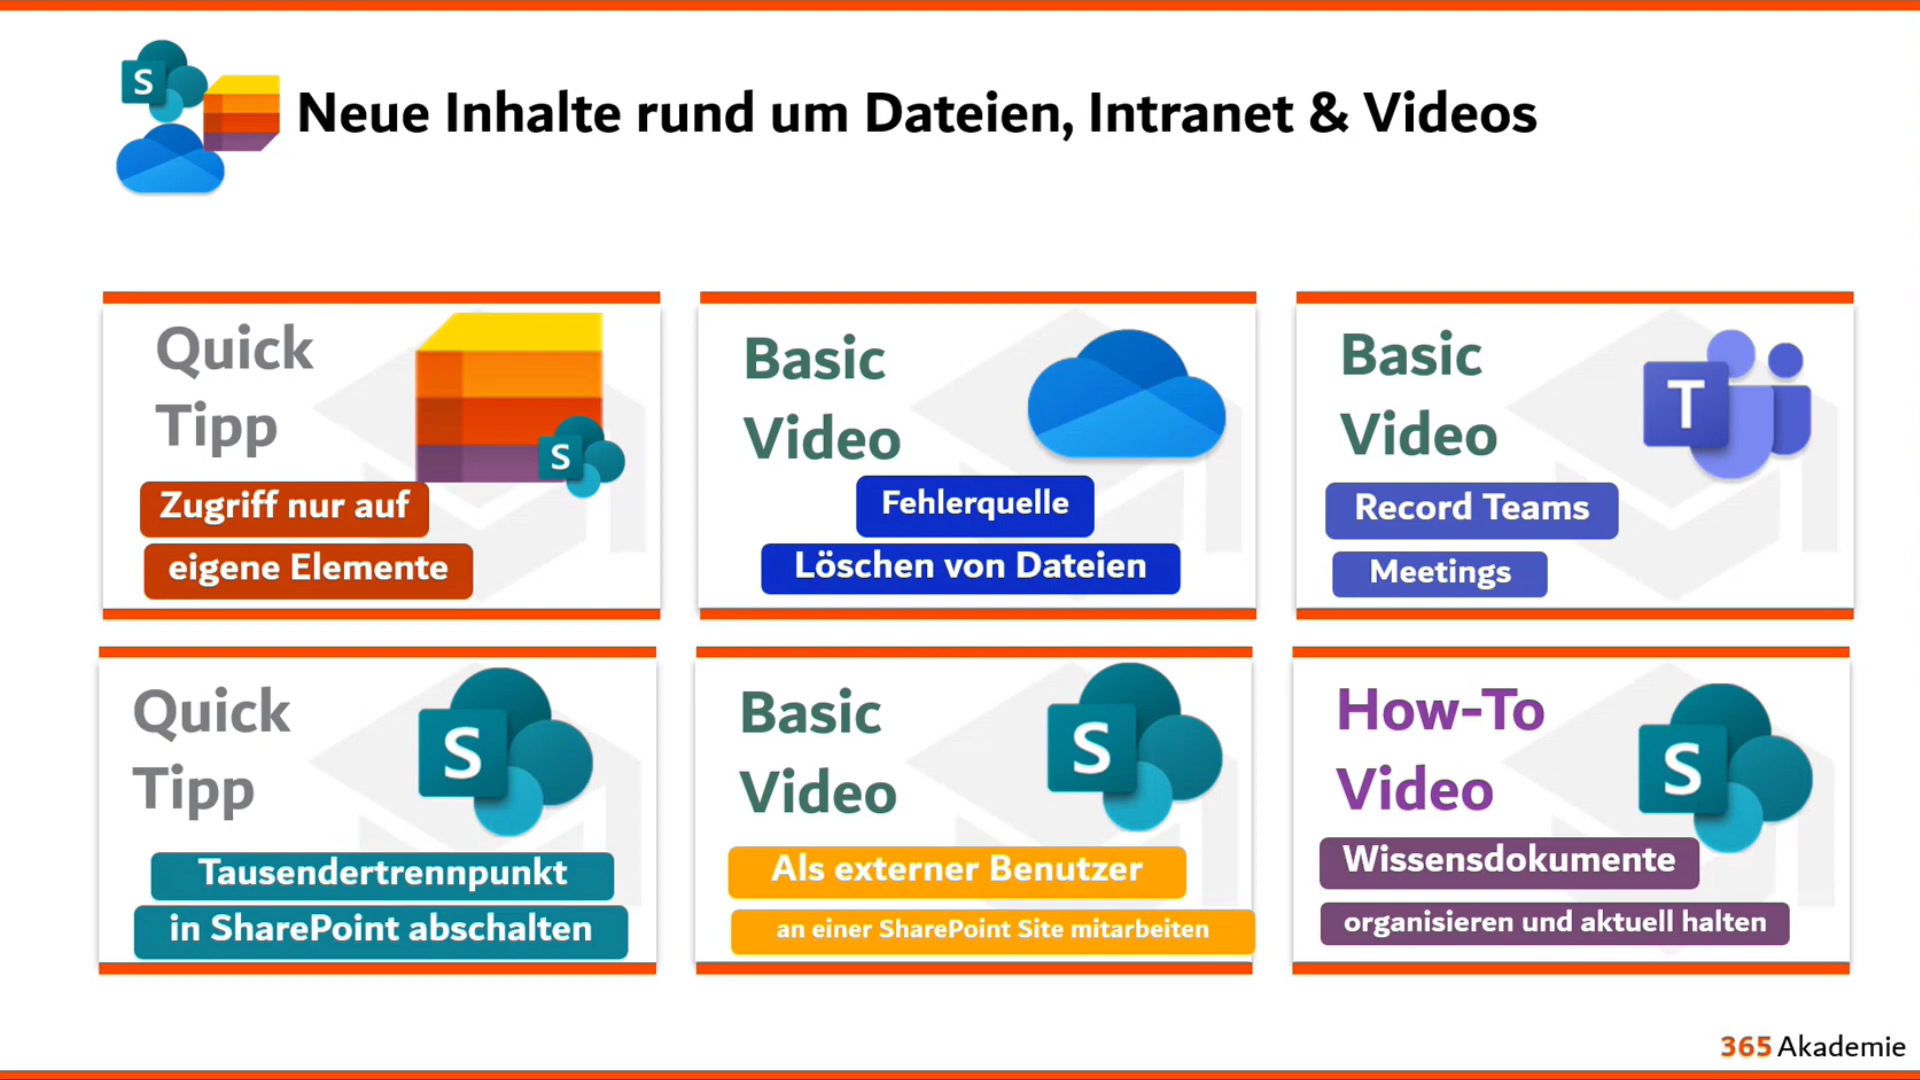 S
Neue Inhalte rund um Dateien, Intranet & Videos
Quick
Tipp
S
Zugriff nur auf
eigene Elemente
Basic
Video
Fehlerquelle
Löschen von Dateien
Basic
Video
T
Record Teams
Meetings
Quick
Tipp
S
Tausendertrennpunkt
in SharePoint abschalten
Basic
Video
S
Als externer Benutzer
an einer SharePoint Site mitarbeiten
How-To
Video
S
Wissensdokumente
organisieren und aktuell halten
365 Akademie